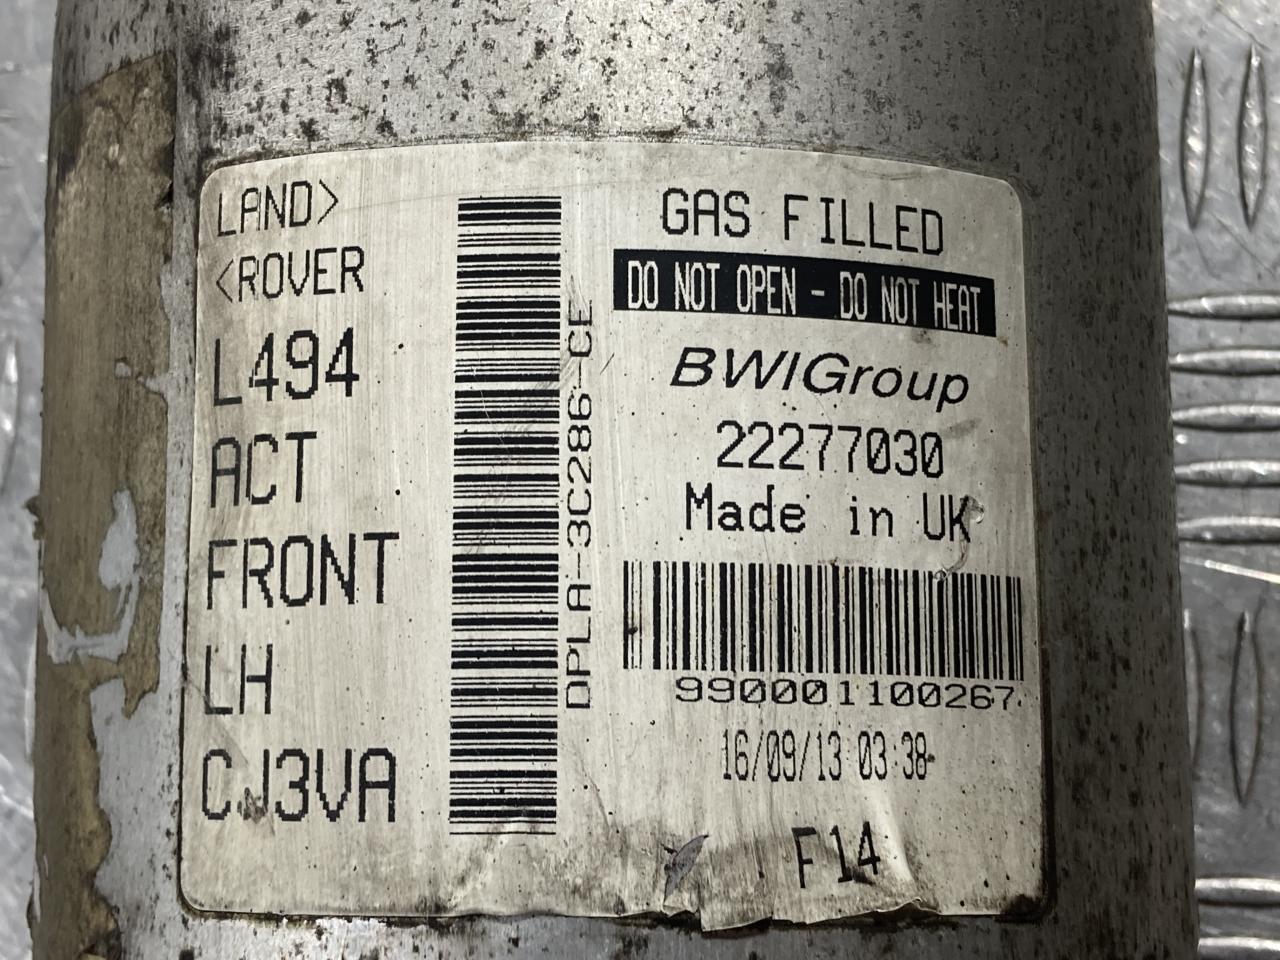 LAND>
<ROVER
L494
ACT
FRONT
LH
CJ3VA
DPLA-3C286-CE
GAS FILLED
DO NOT OPEN - DO NOT HEAT
BWIGroup
22277030
Made in UK
990001100267
16/09/13 03:38
F14